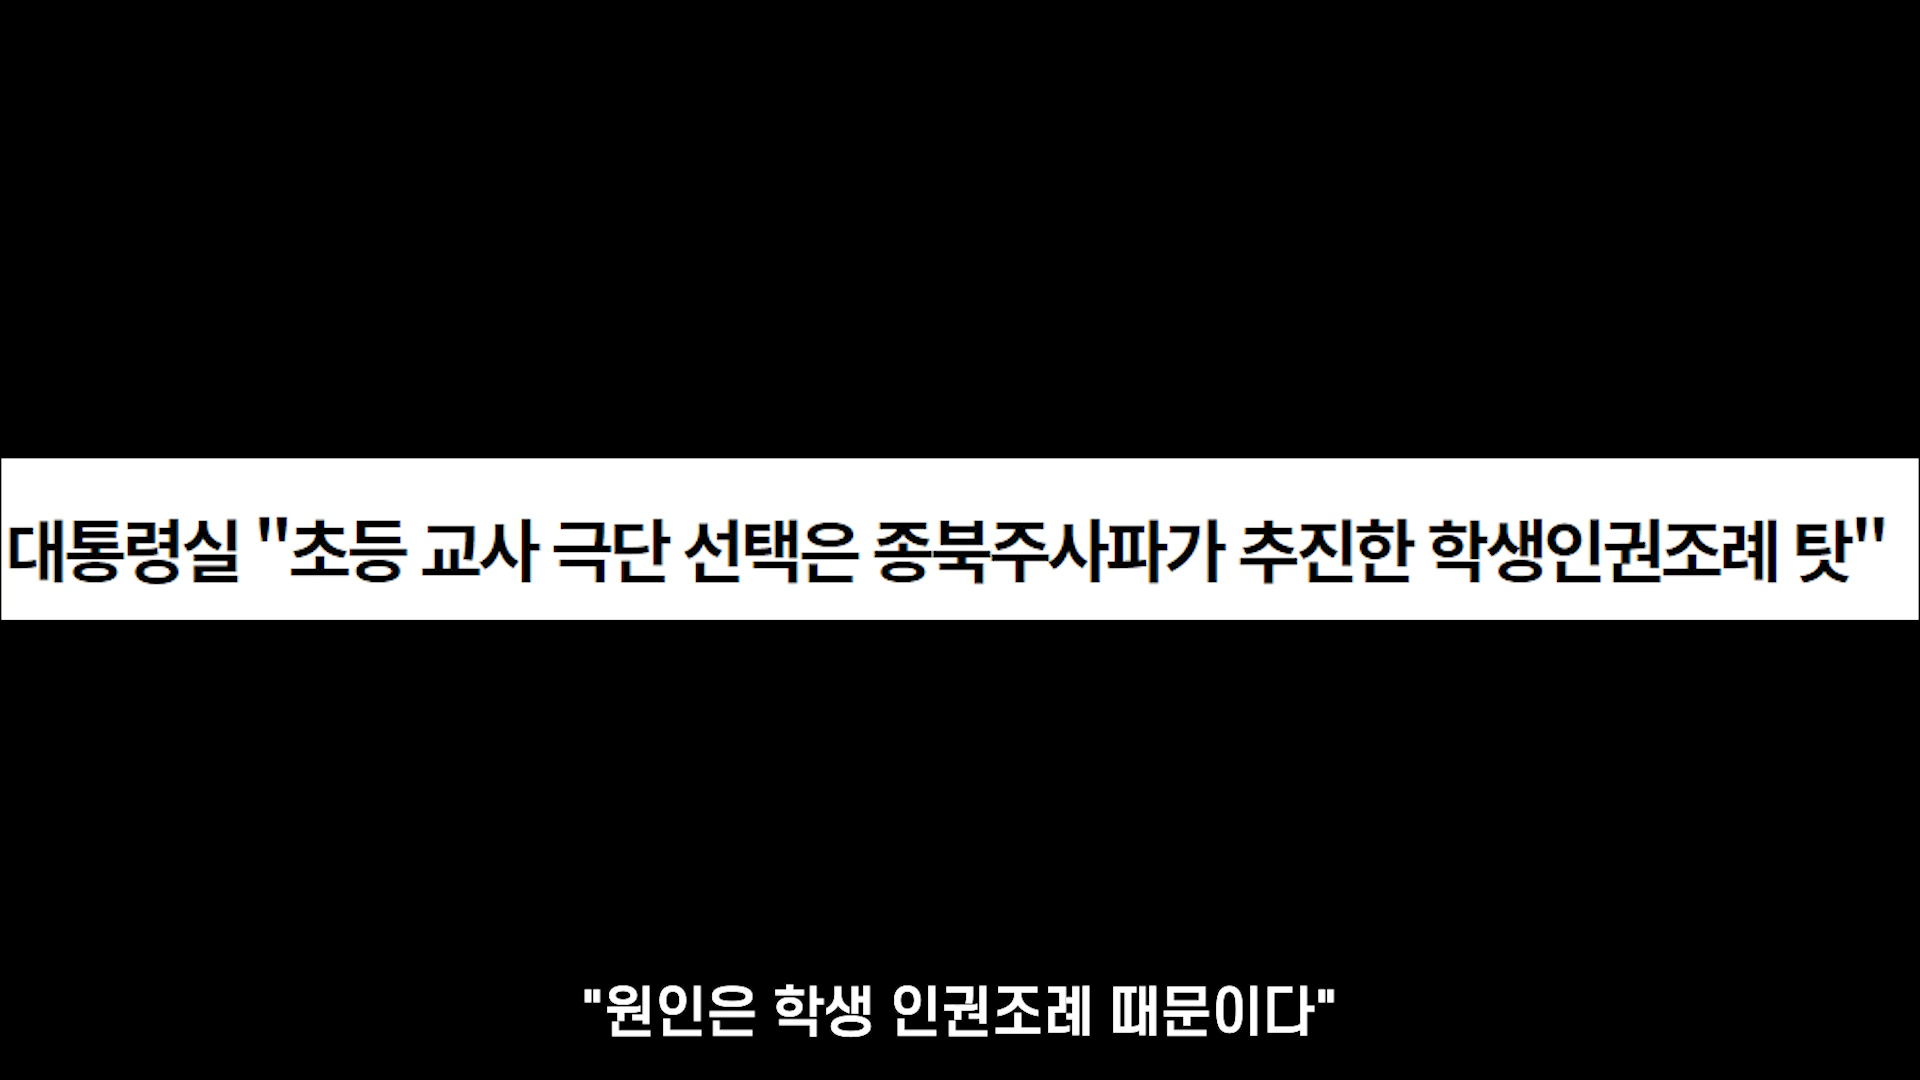 대통령실 "초등 교사 극단 선택은 종북주사파가 추진한 학생인권조례 탓"
"원인은 학생 인권조례 때문이다"